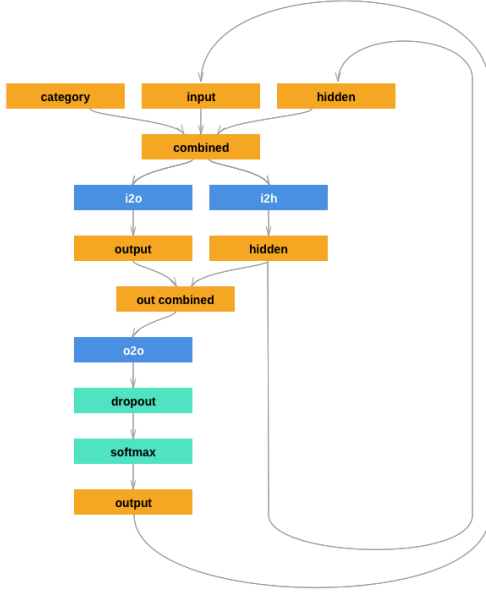 category
input
hidden
combined
i2o
i2h
output
hidden
out combined
o2o
dropout
softmax
output